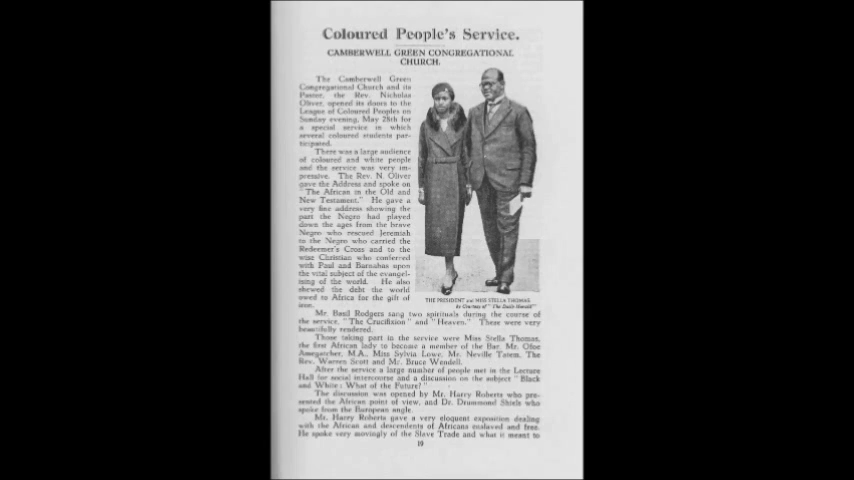 Coloured People's Service.
CAMBERWELL GREEN CONGREGATIONAL
CHURCH.
The Camberwell Green
Congregational Church and its
Pastor, the Rev. Nicholas
Oliver, opened its doors to the
League of Coloured Peoples on
Sunday evening, May 28th for
a special service in which
several coloured students par-
ticipated.
There was a large audience
of coloured and white people
and the service was very im-
pressive. The Rev. N. Oliver
gave the Address and spoke on
"The African in the Old and
New Testament." He gave a
very fine address showing the
part the Negro had played
down the ages from the brave
Negro who rescued Jeremiah
to the Negro who carried the
Redeemer's Cross and to the
wise Christian who conferred
with Paul and Barnabas upon
the vital subject of the evangel-
ising of the world. He also
shewed the debt the world
owed to Africa for the gift of
iron.
THE PRESIDENT and MISS STELLA THOMAS
by Courtesy of "The Daily Herald"
Mr. Basil Rodgers sang two spirituals during the course of
the service, "The Crucifixion" and "Heaven." These were very
beautifully rendered.
Those taking part in the service were Miss Stella Thomas,
the first African lady to become a member of the Bar, Mr.
M.A., Miss Sylvia Lowe, Mr. Neville Tatem, The
Rev. Warren Scott and Mr. Bruce Wendell.
After the service a large number of people met in the Lecture
Hall for social intercourse and a discussion on the subject "Black
and White: What of the Future?"
The discussion was opened by Mr. Harry Roberts who pre-
sented the African point of view, and Dr. Drummond Shiels who
spoke from the European angle.
Mr. Harry Roberts gave a very eloquent exposition dealing
with the African and descendents of Africans enslaved and free.
He spoke very movingly of the Slave Trade and what it meant to
19